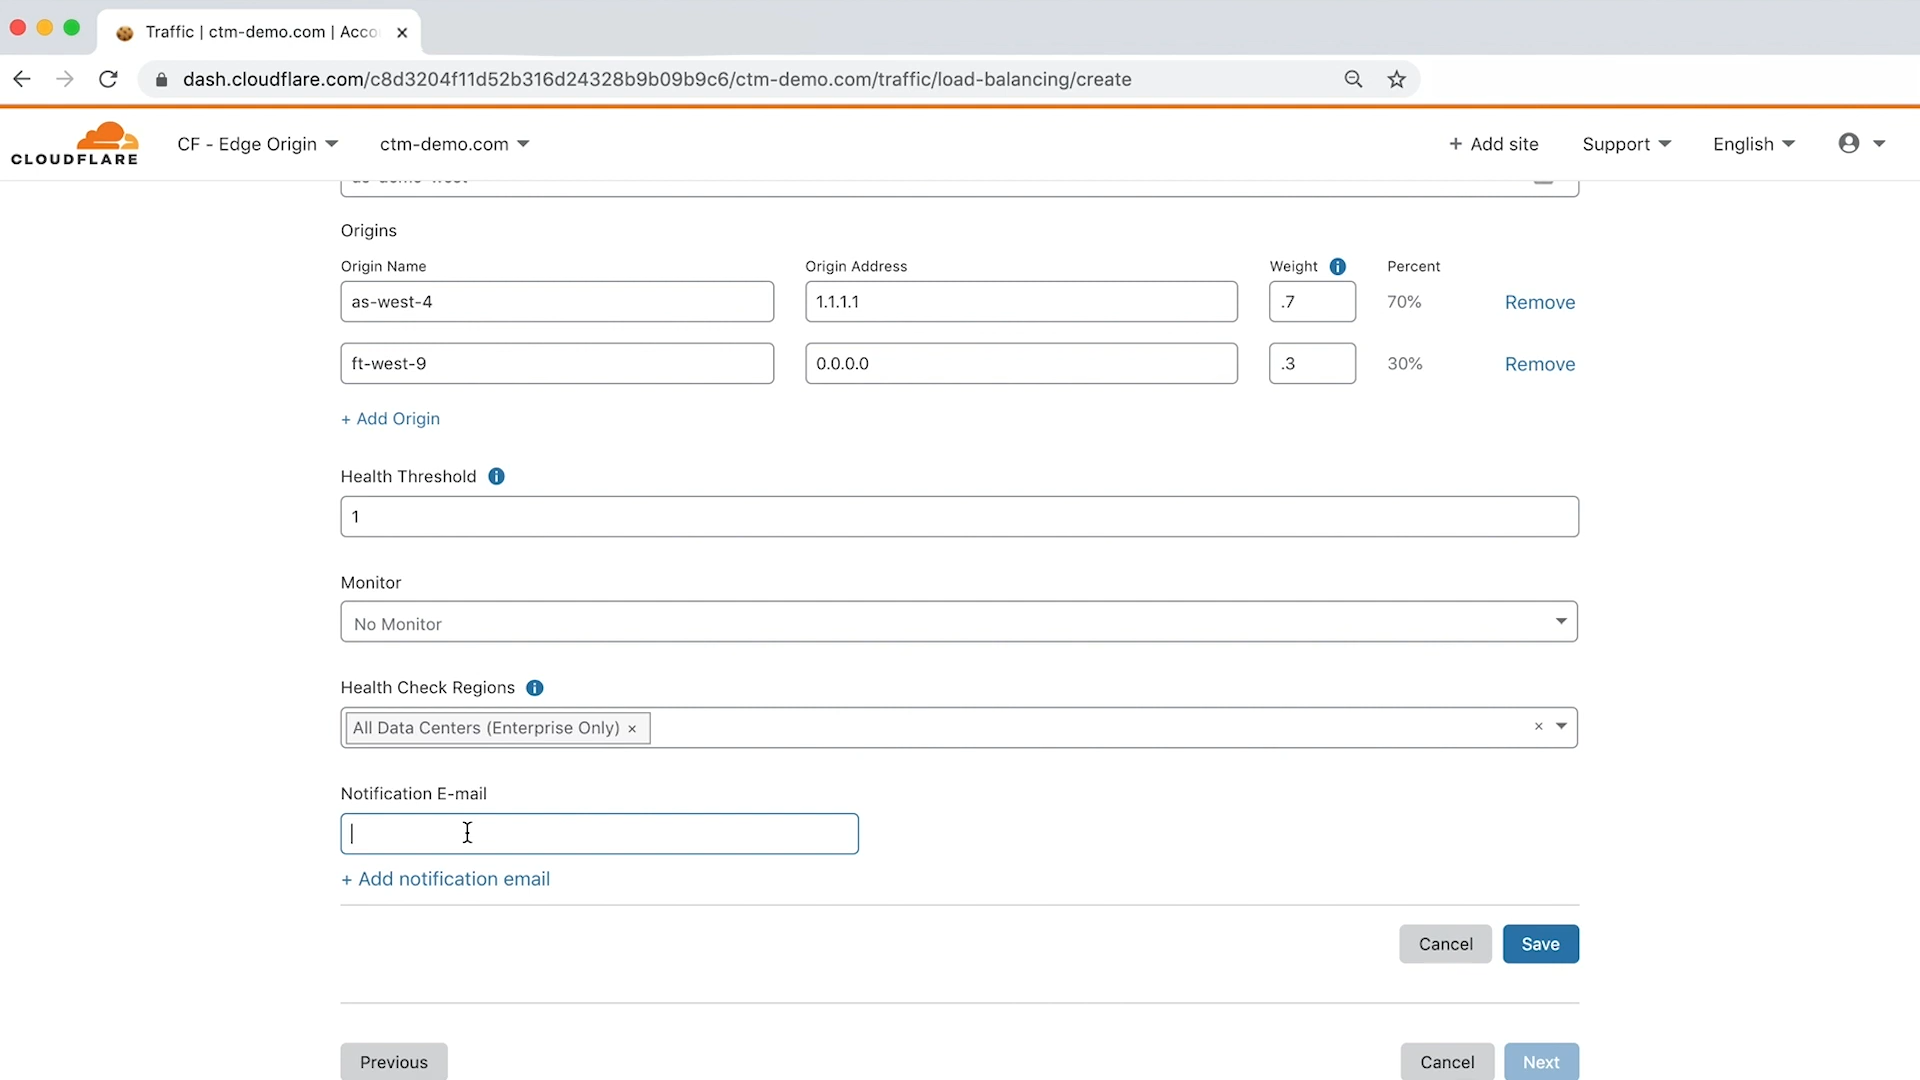 Traffic | ctm-demo.com | Acco
dash.cloudflare.com/c8d3204f11d52b316d24328b9b09b9c6/ctm-demo.com/traffic/load-balancing/create
CLOUDFLARE
CF - Edge Origin
ctm-demo.com
+ Add site
Support
English
Origins
Origin Name
Origin Address
Weight
Percent
as-west-4
1.1.1.1
.7
70%
Remove
ft-west-9
0.0.0.0
.3
30%
Remove
+ Add Origin
Health Threshold
1
Monitor
No Monitor
Health Check Regions
All Data Centers (Enterprise Only) ×
Notification E-mail
+ Add notification email
Cancel
Save
Previous
Cancel
Next